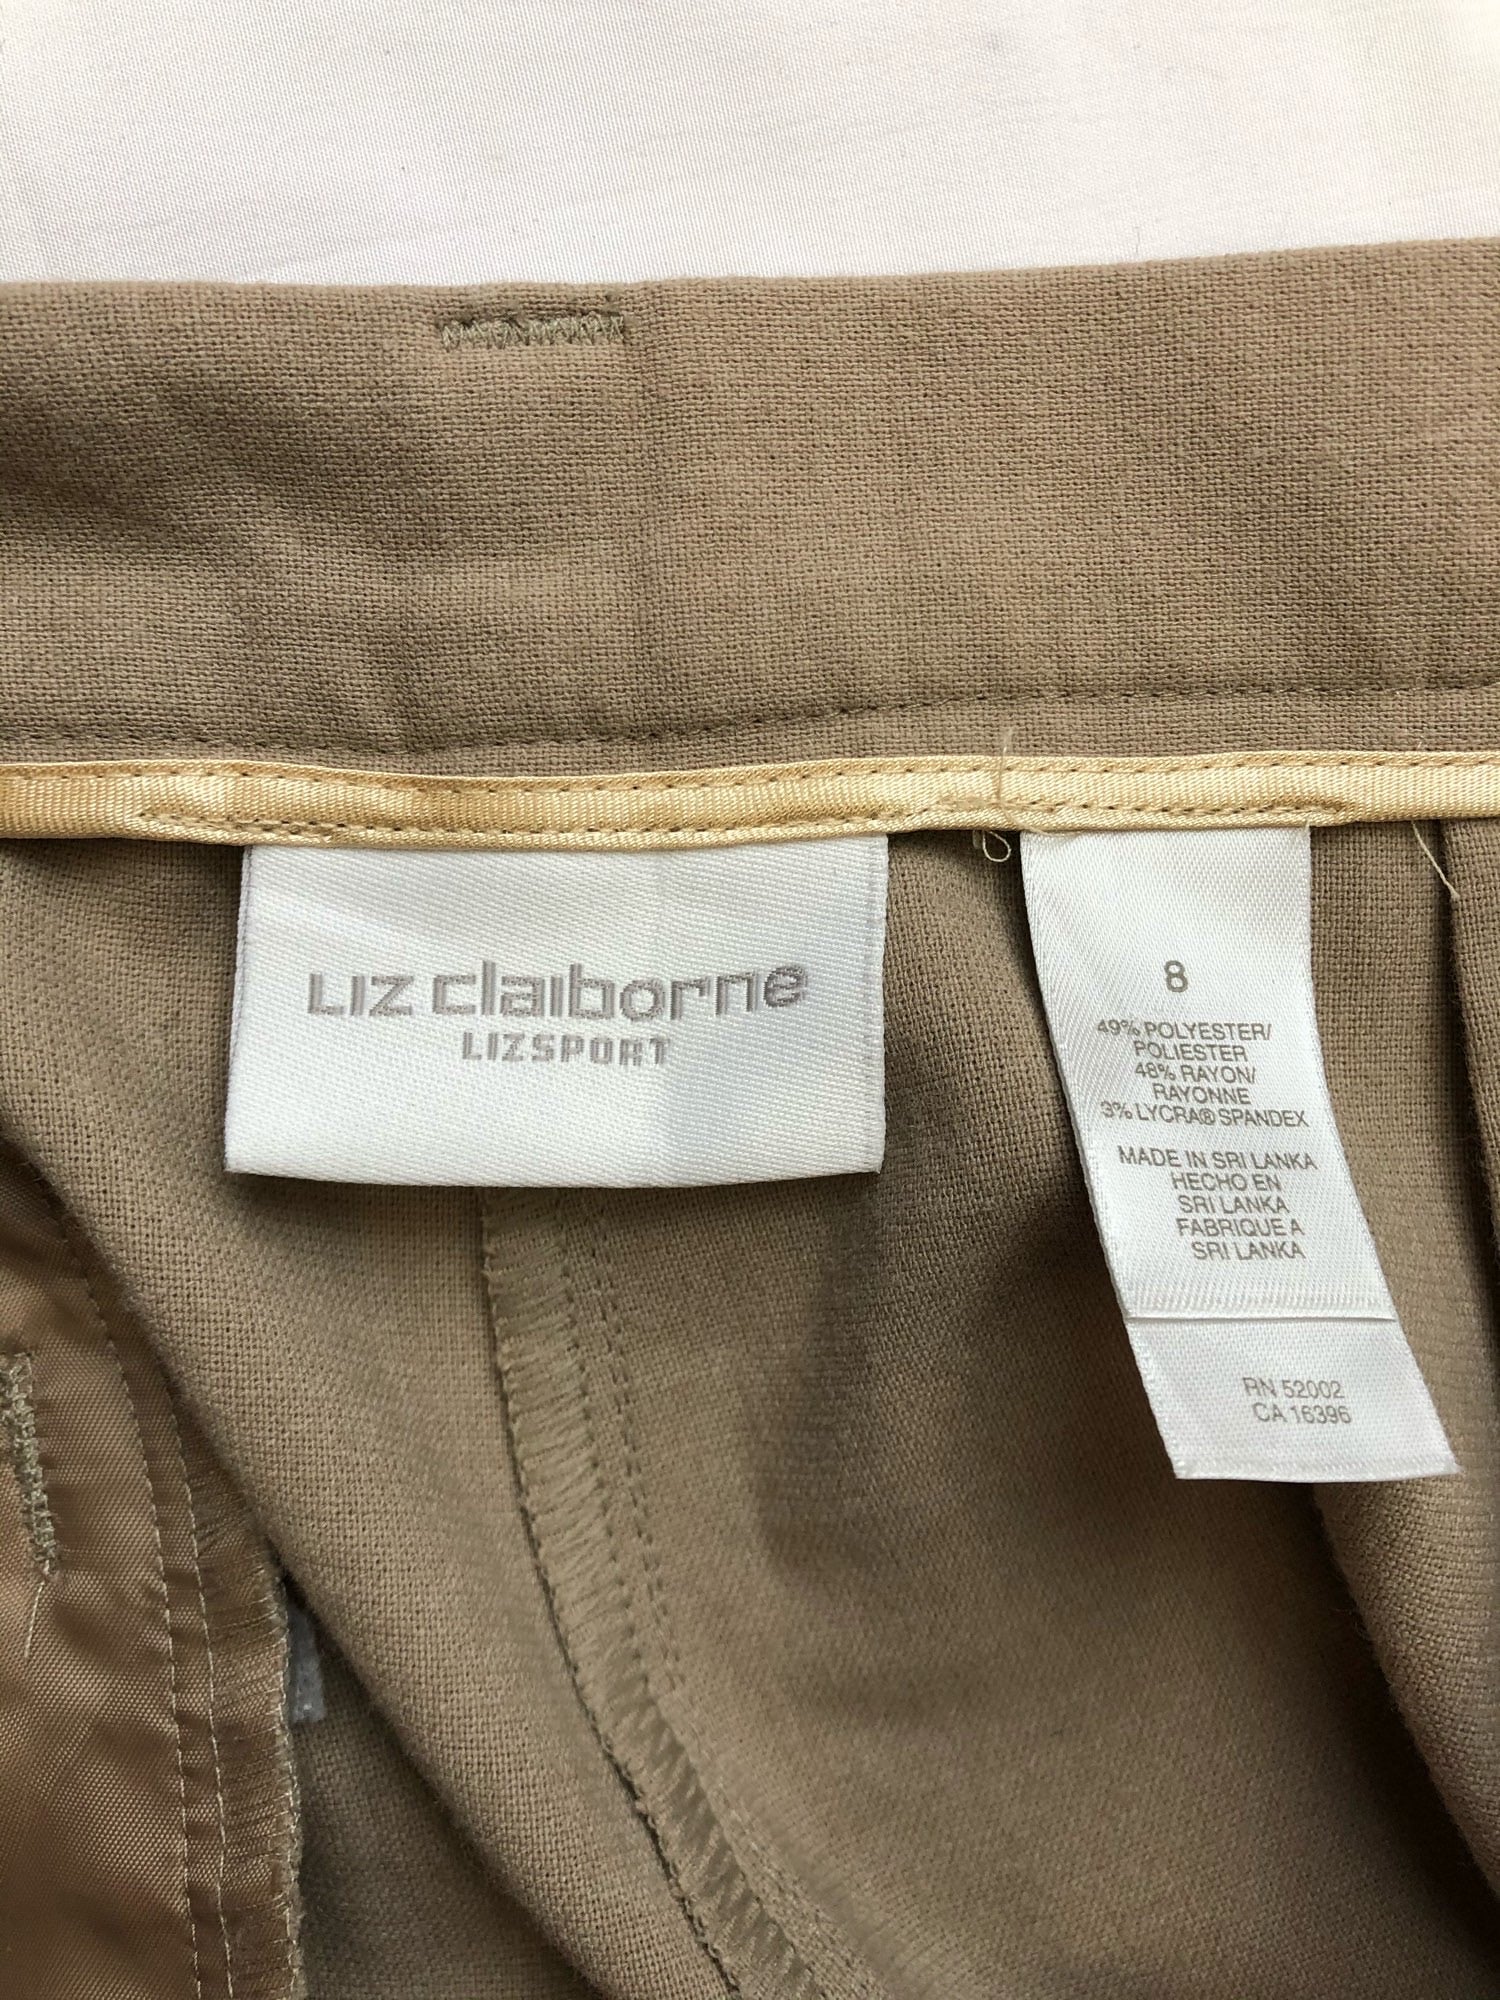 LIZ claiborne
LIZSPORT
8
49% POLYESTER/
POLIESTER
48% RAYON/
RAYONNE
3% LYCRA® SPANDEX
MADE IN SRI LANKA
HECHO EN
SRI LANKA
FABRIQUE A
SRI LANKA
RN 52002
CA 16396